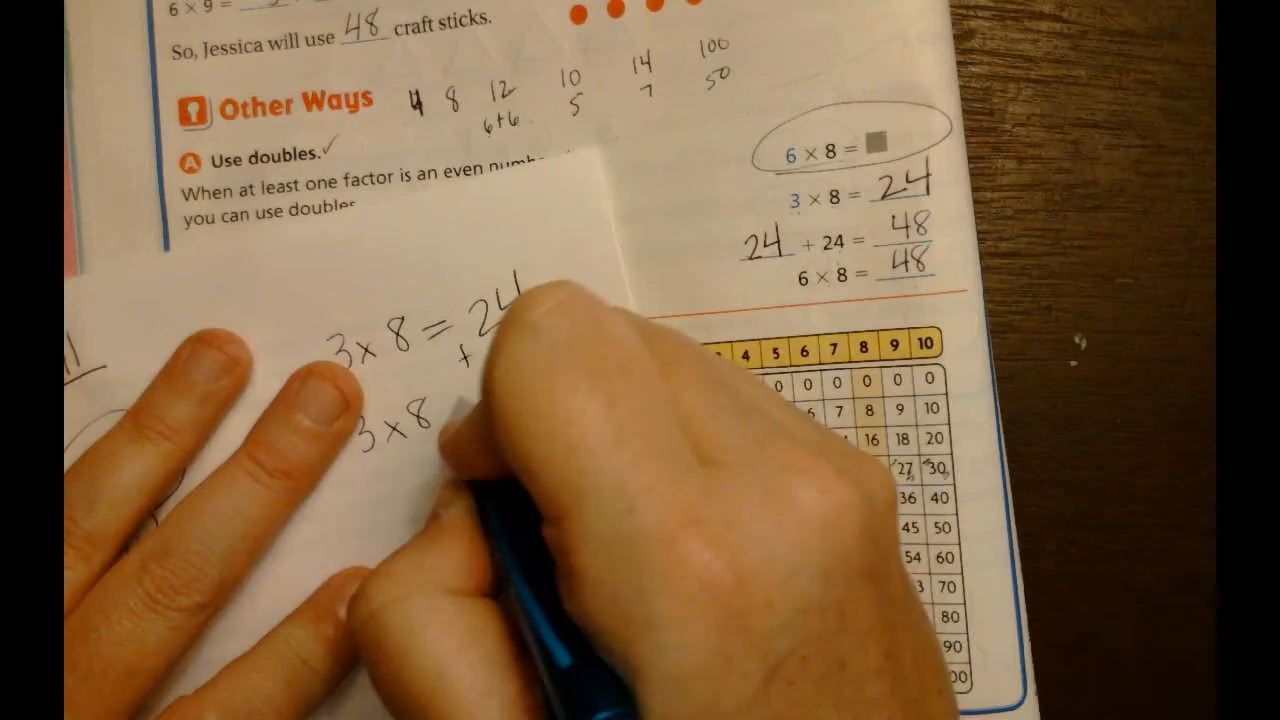 6 × 9 =
So, Jessica will use 48 craft sticks.
Other Ways
4 8 12 10 14 100
6+6 5 7 50
A Use doubles. ✓
When at least one factor is an even
you can use
6 × 8 = ■
3 × 8 = 24
24 + 24 = 48
6 × 8 = 48
3 x 8 = 24
+
3 x 8
4 5 6 7 8 9 10
0 0 0 0 0 0
7 8 9 10
16 18 20
27 30
36 40
45 50
54 60
70
80
90